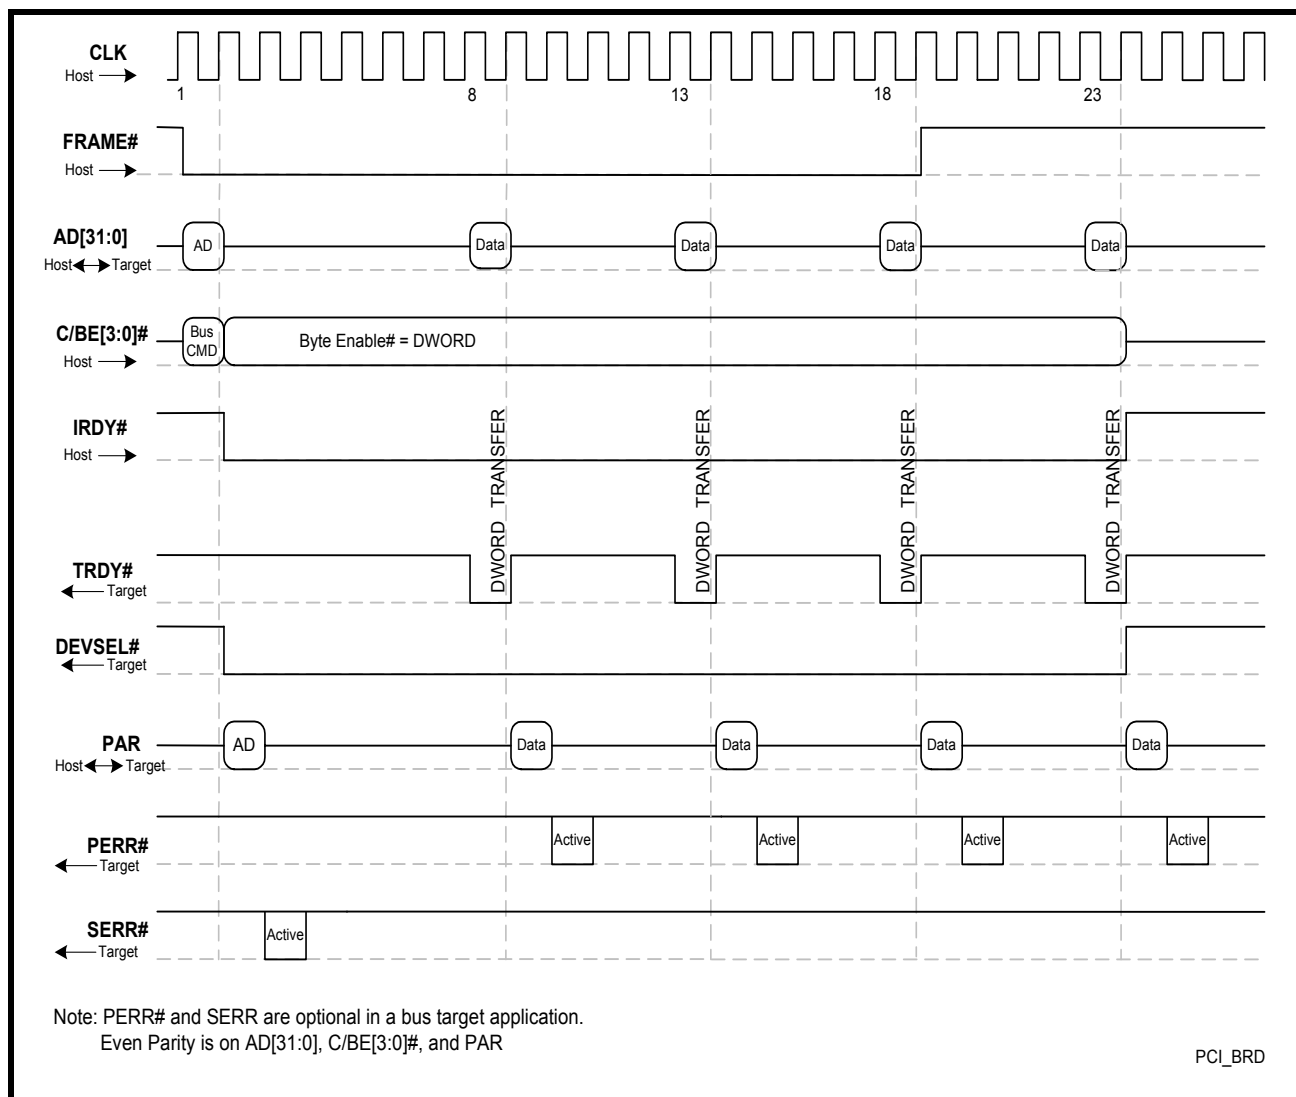 CLK
Host
1 8 13 18 23
FRAME#
Host
AD[31:0]
AD Data Data Data Data
Host Target
C/BE[3:0]#
Bus
CMD
Byte Enable# = DWORD
Host
IRDY#
Host
DWORD TRANSFER
DWORD TRANSFER
DWORD TRANSFER
DWORD TRANSFER
TRDY#
Target
DEVSEL#
Target
PAR
AD Data Data Data Data
Host Target
PERR#
Active Active Active Active
Target
SERR#
Active
Target
Note: PERR# and SERR are optional in a bus target application.
Even Parity is on AD[31:0], C/BE[3:0]#, and PAR
PCI_BRD